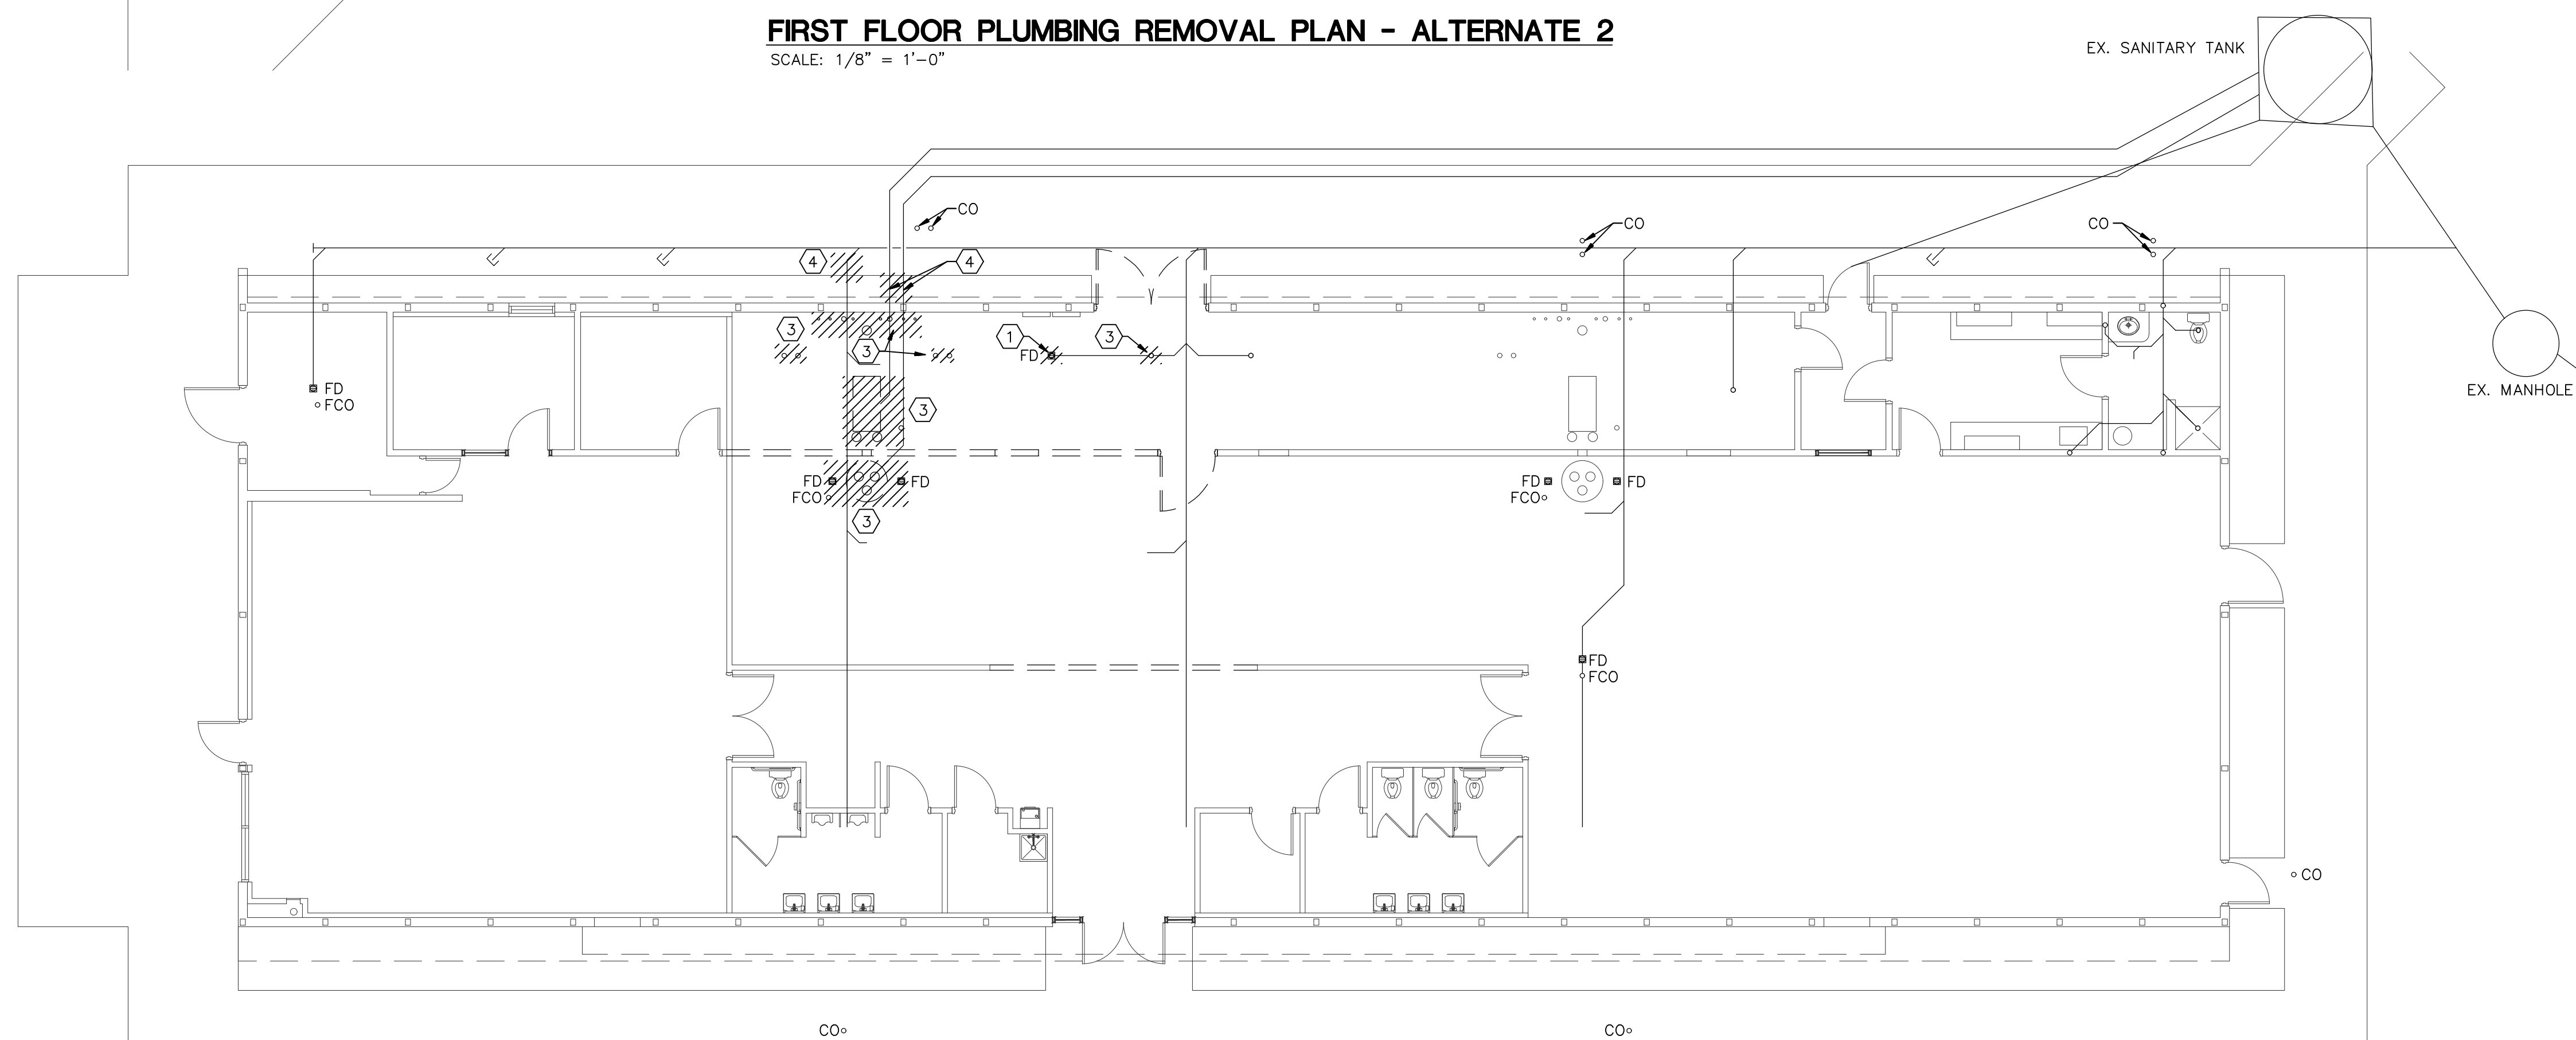 FIRST FLOOR PLUMBING REMOVAL PLAN - ALTERNATE 2
SCALE: 1/8" = 1'-0"
EX. SANITARY TANK
CO
CO
CO
4
4
3
3
1
3
FD
EX. MANHOLE
FD
FCO
3
FD
FD
FCO
3
FD
FD
FCO
FD
FCO
CO
CO
CO